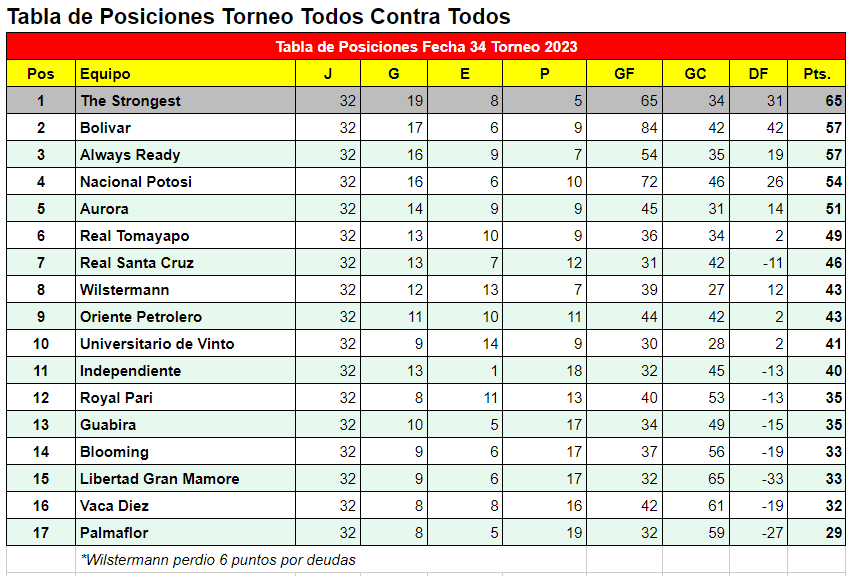 Tabla de Posiciones Torneo Todos Contra Todos
Tabla de Posiciones Fecha 34 Torneo 2023
Pos Equipo J G E P GF GC DF Pts.
1 The Strongest 32 19 8 5 65 34 31 65
2 Bolivar 32 17 6 9 84 42 42 57
3 Always Ready 32 16 9 7 54 35 19 57
4 Nacional Potosi 32 16 6 10 72 46 26 54
5 Aurora 32 14 9 9 45 31 14 51
6 Real Tomayapo 32 13 10 9 36 34 2 49
7 Real Santa Cruz 32 13 7 12 31 42 -11 46
8 Wilstermann 32 12 13 7 39 27 12 43
9 Oriente Petrolero 32 11 10 11 44 42 2 43
10 Universitario de Vinto 32 9 14 9 30 28 2 41
11 Independiente 32 13 1 18 32 45 -13 40
12 Royal Pari 32 8 11 13 40 53 -13 35
13 Guabira 32 10 5 17 34 49 -15 35
14 Blooming 32 9 6 17 37 56 -19 33
15 Libertad Gran Mamore 32 9 6 17 32 65 -33 33
16 Vaca Diez 32 8 8 16 42 61 -19 32
17 Palmaflor 32 8 5 19 32 59 -27 29
*Wilstermann perdio 6 puntos por deudas